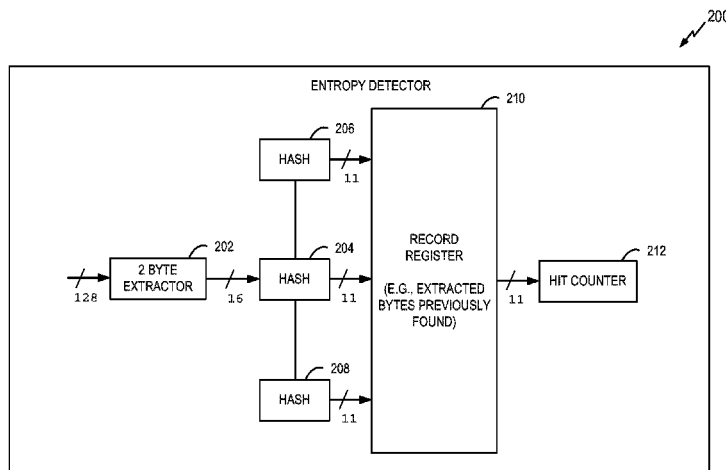 200
ENTROPY DETECTOR
210
206
HASH
11
202
2 BYTE
EXTRACTOR
128
16
204
HASH
11
RECORD
REGISTER
(E.G., EXTRACTED
BYTES PREVIOUSLY
FOUND)
11
212
HIT COUNTER
208
HASH
11